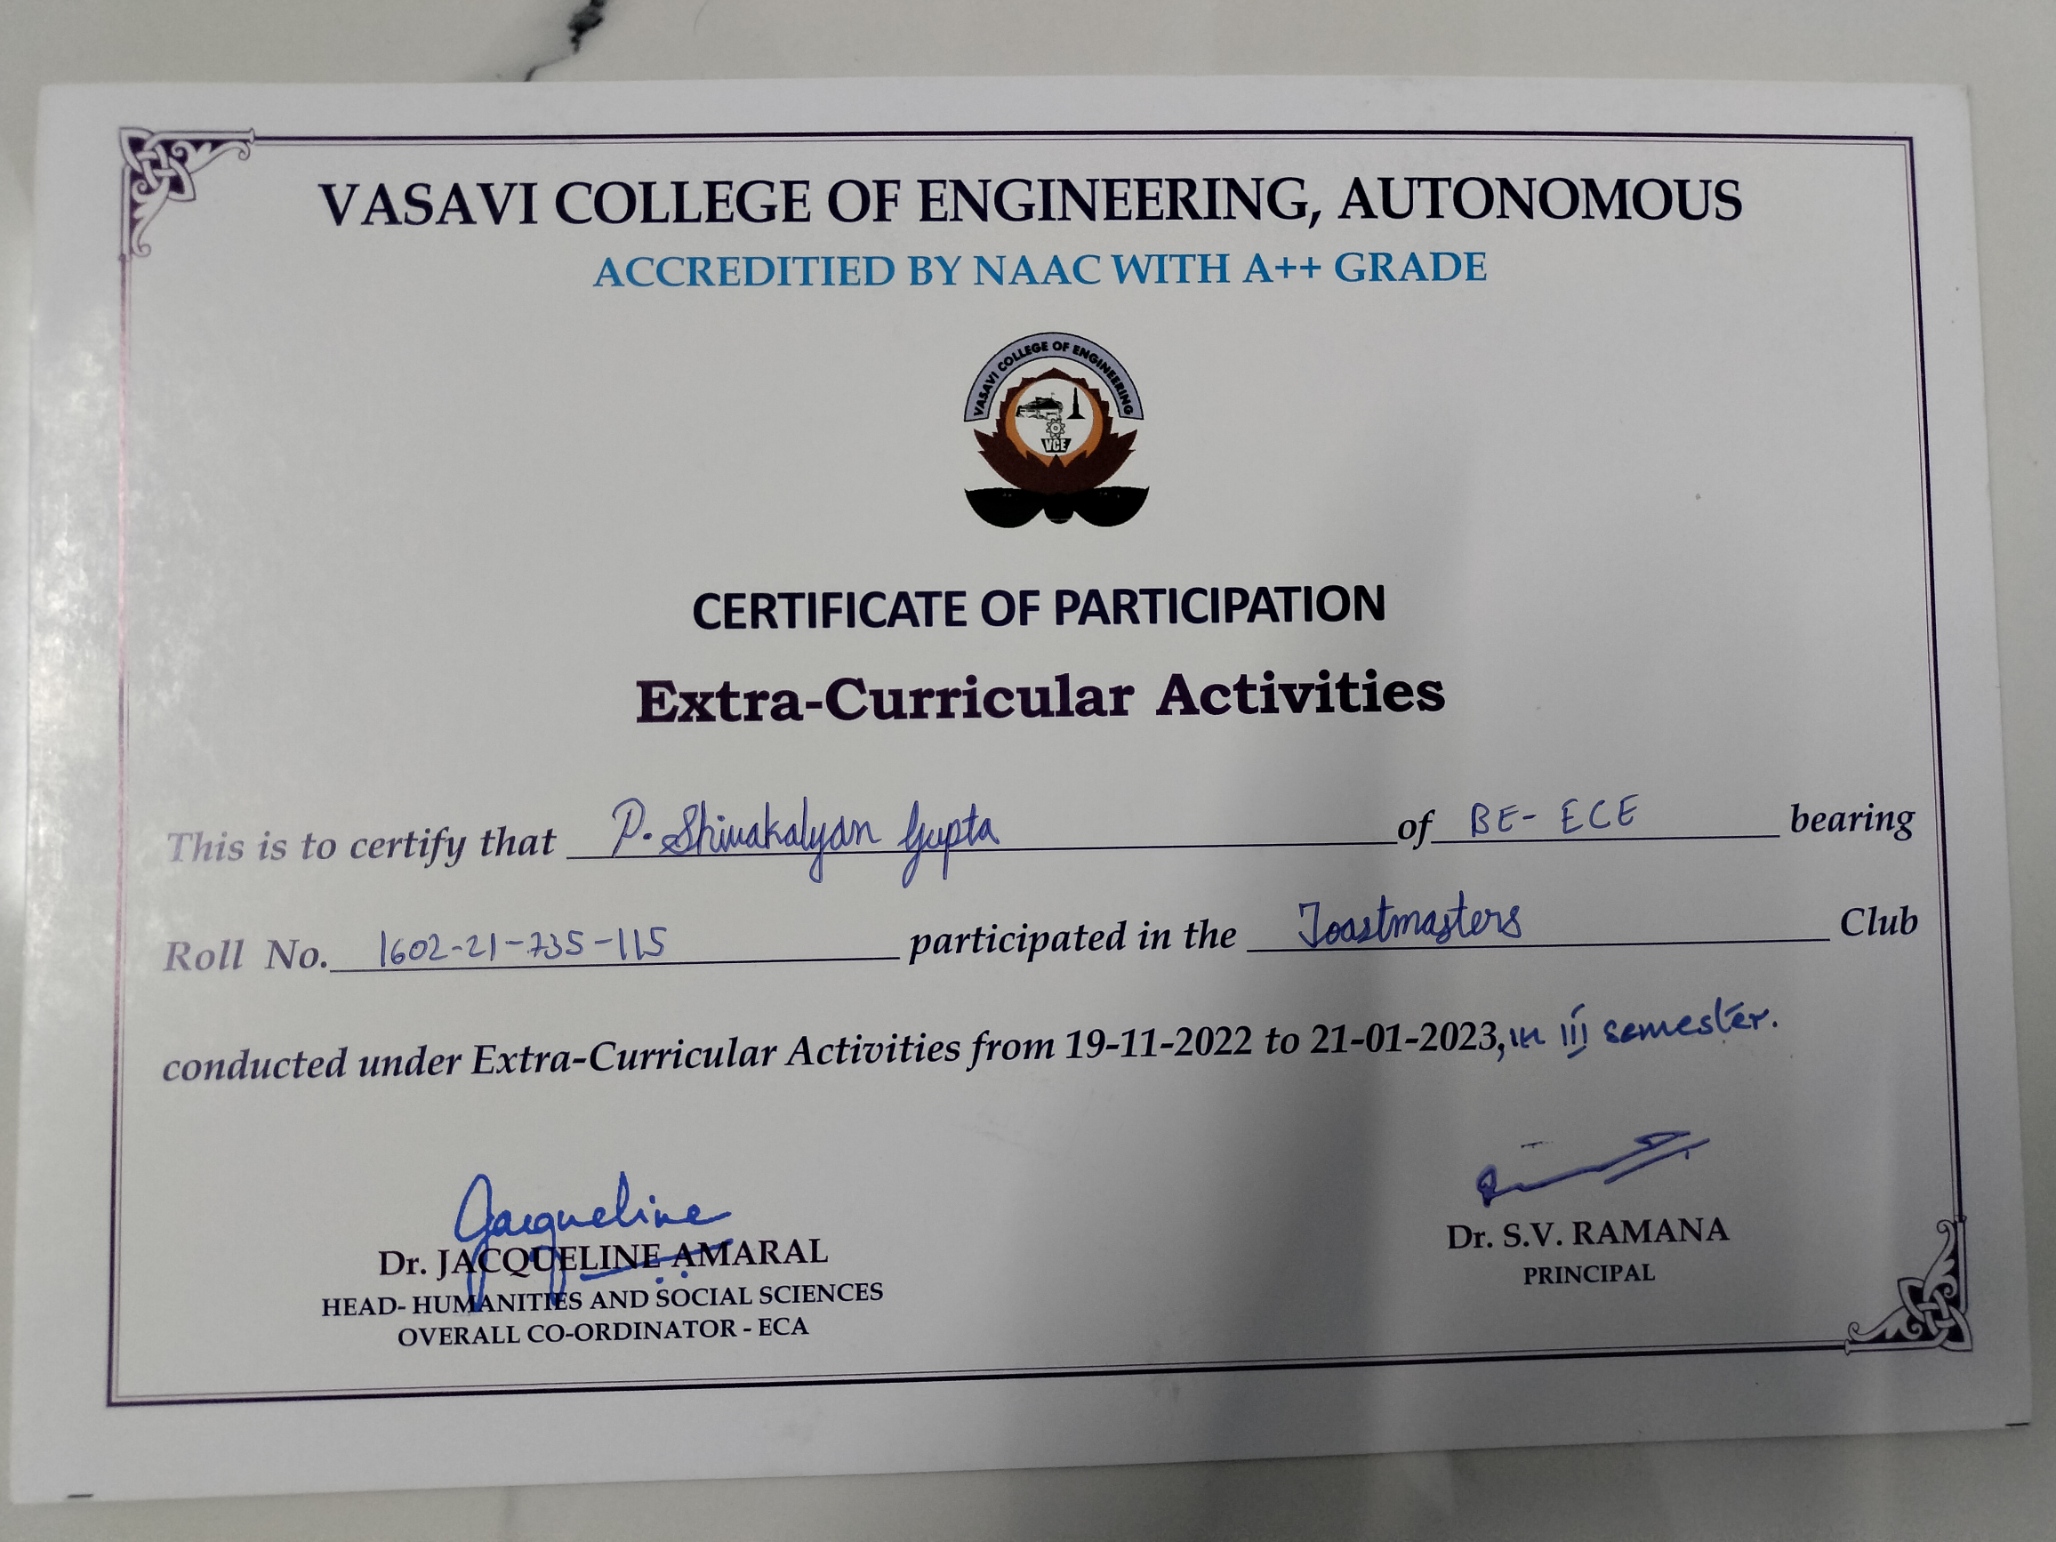 VASAVI COLLEGE OF ENGINEERING, AUTONOMOUS
ACCREDITIED BY NAAC WITH A++ GRADE
VASAVI COLLEGE OF ENGINEERING
VCE
CERTIFICATE OF PARTICIPATION
Extra-Curricular Activities
This is to certify that P. Shivakalyan Gupta of BE- ECE bearing
Roll No. 1602-21-735-115 participated in the Toastmasters Club
conducted under Extra-Curricular Activities from 19-11-2022 to 21-01-2023, in III semester.
Jacqueline
Dr. JACQUELINE AMARAL
HEAD- HUMANITIES AND SOCIAL SCIENCES
OVERALL CO-ORDINATOR - ECA
Dr. S.V. RAMANA
PRINCIPAL